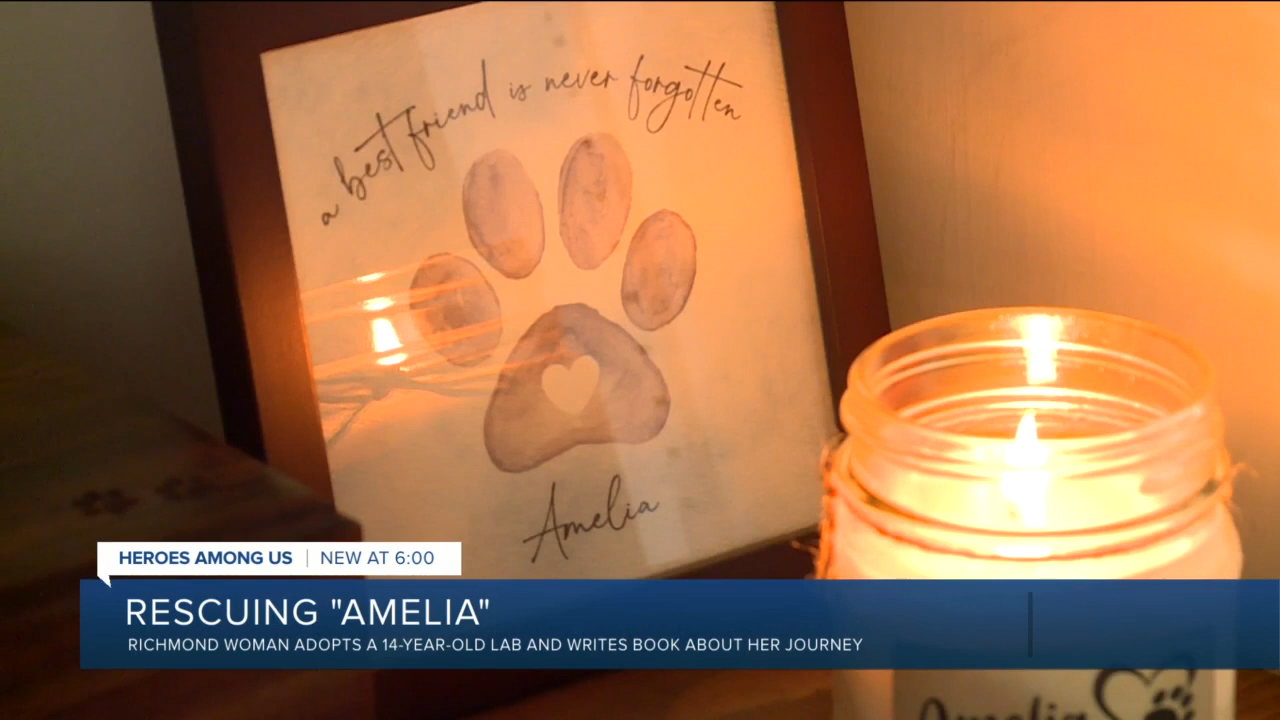 a best friend is never forgotten
Amelia
HEROES AMONG US | NEW AT 6:00
RESCUING "AMELIA"
RICHMOND WOMAN ADOPTS A 14-YEAR-OLD LAB AND WRITES BOOK ABOUT HER JOURNEY
Amelia